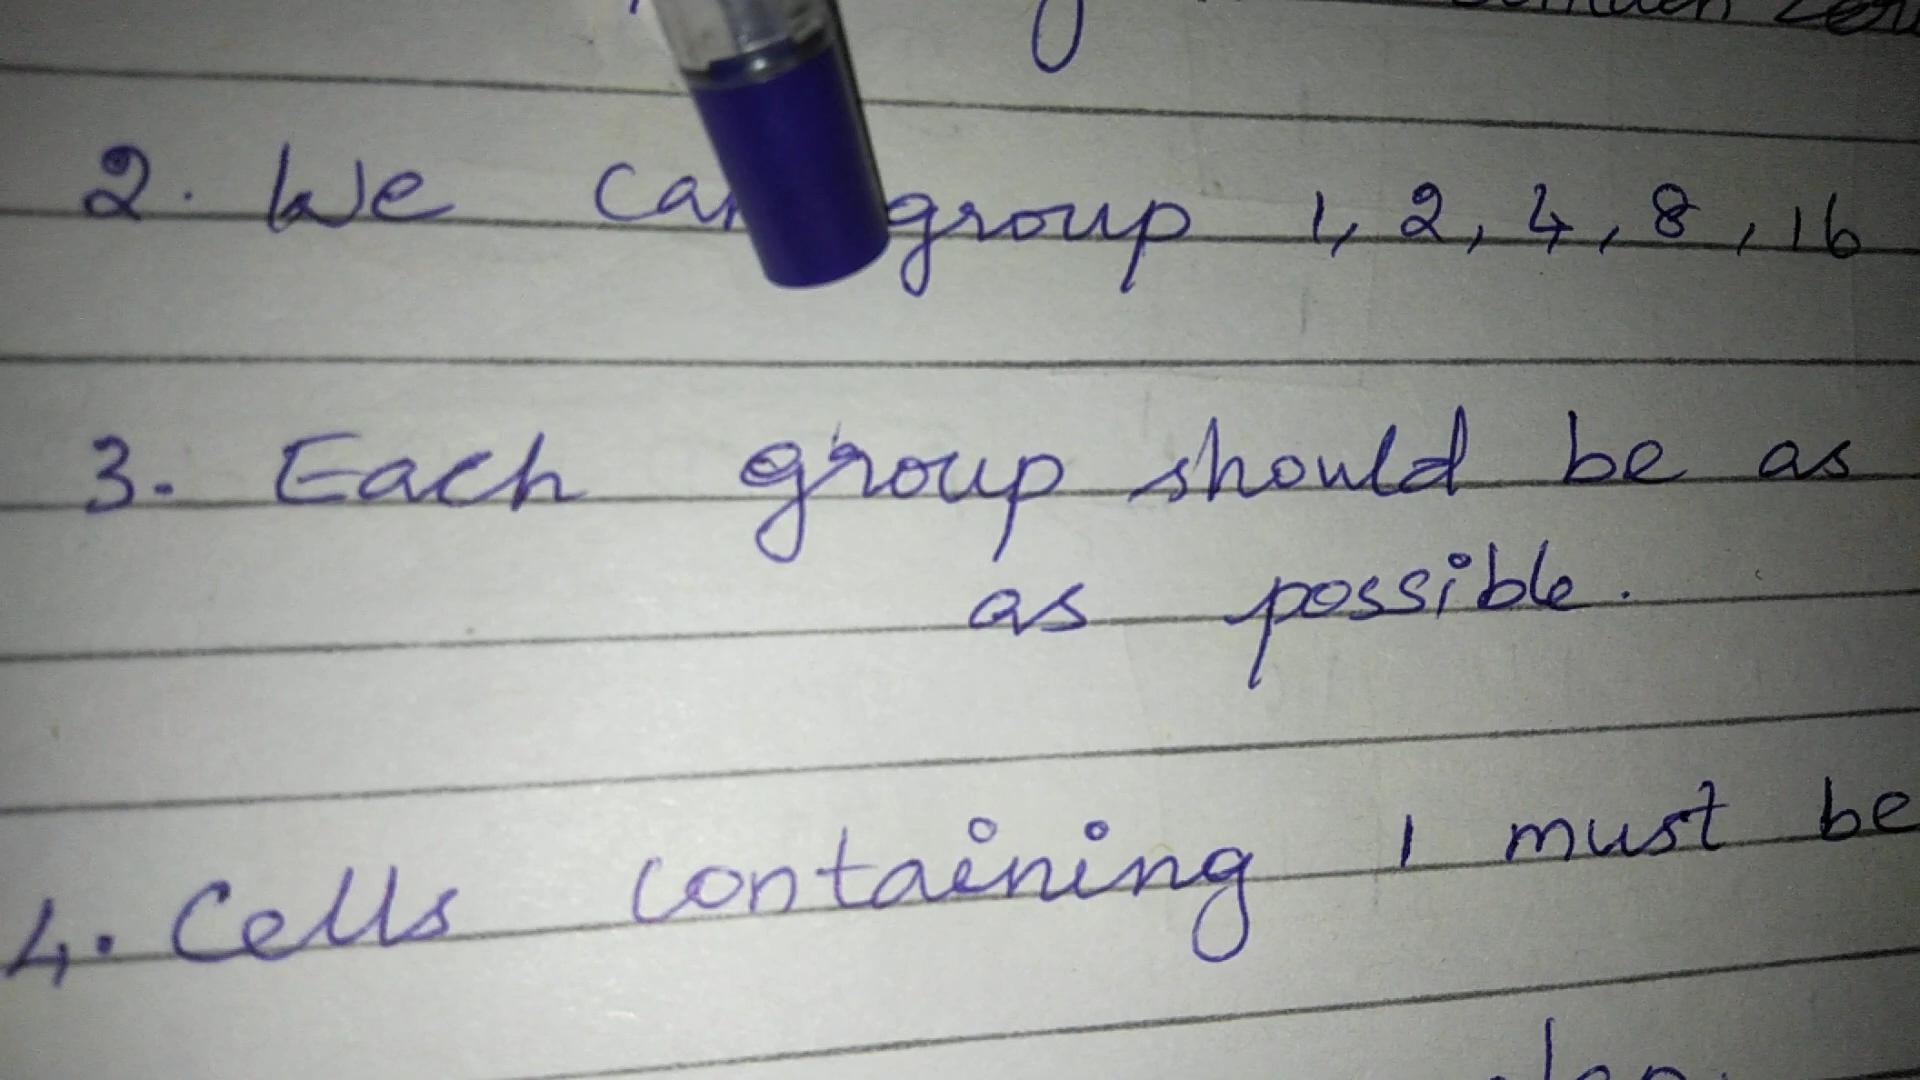 2. We can group 1, 2, 4, 8, 16
3. Each group should be as
as possible.
4. Cells containing 1 must be